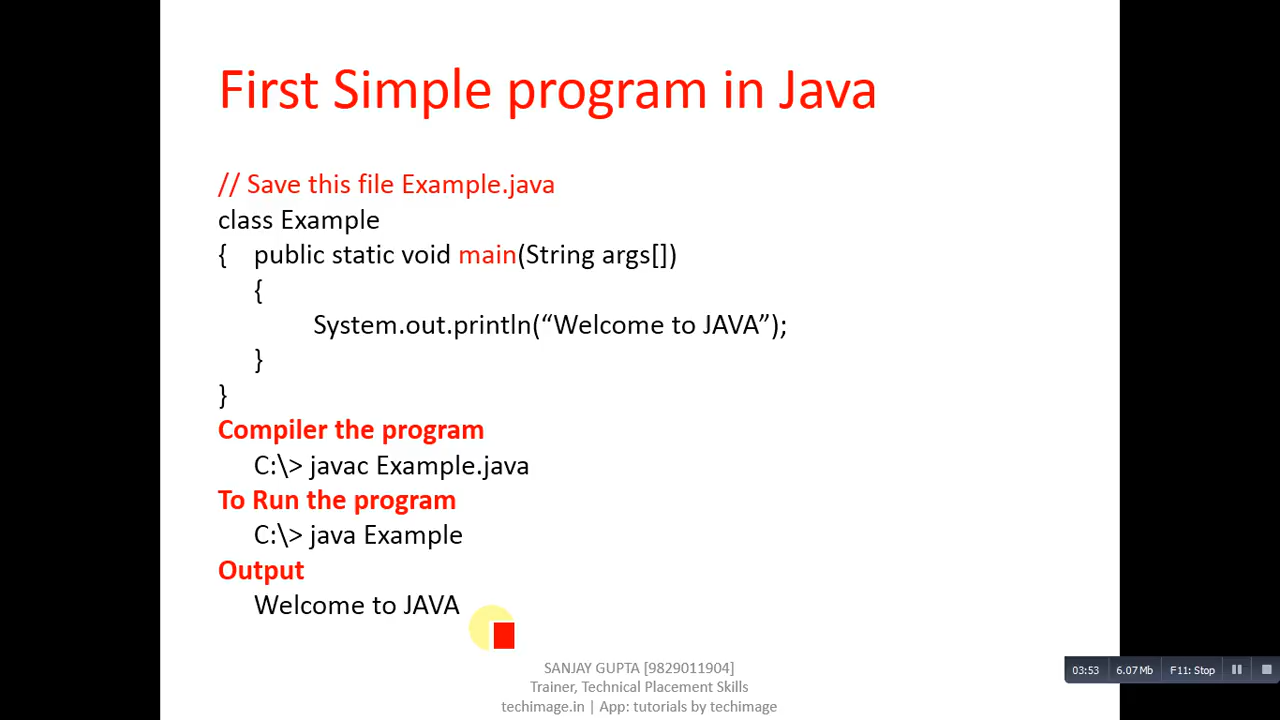 First Simple program in Java
// Save this file Example.java
class Example
{ public static void main(String args[])
{
System.out.println(“Welcome to JAVA”);
}
}
Compiler the program
C:\> javac Example.java
To Run the program
C:\> java Example
Output
Welcome to JAVA
SANJAY GUPTA [9829011904]
Trainer, Technical Placement Skills
techimage.in | App: tutorials by techimage
03:53 6.07 Mb F11: Stop